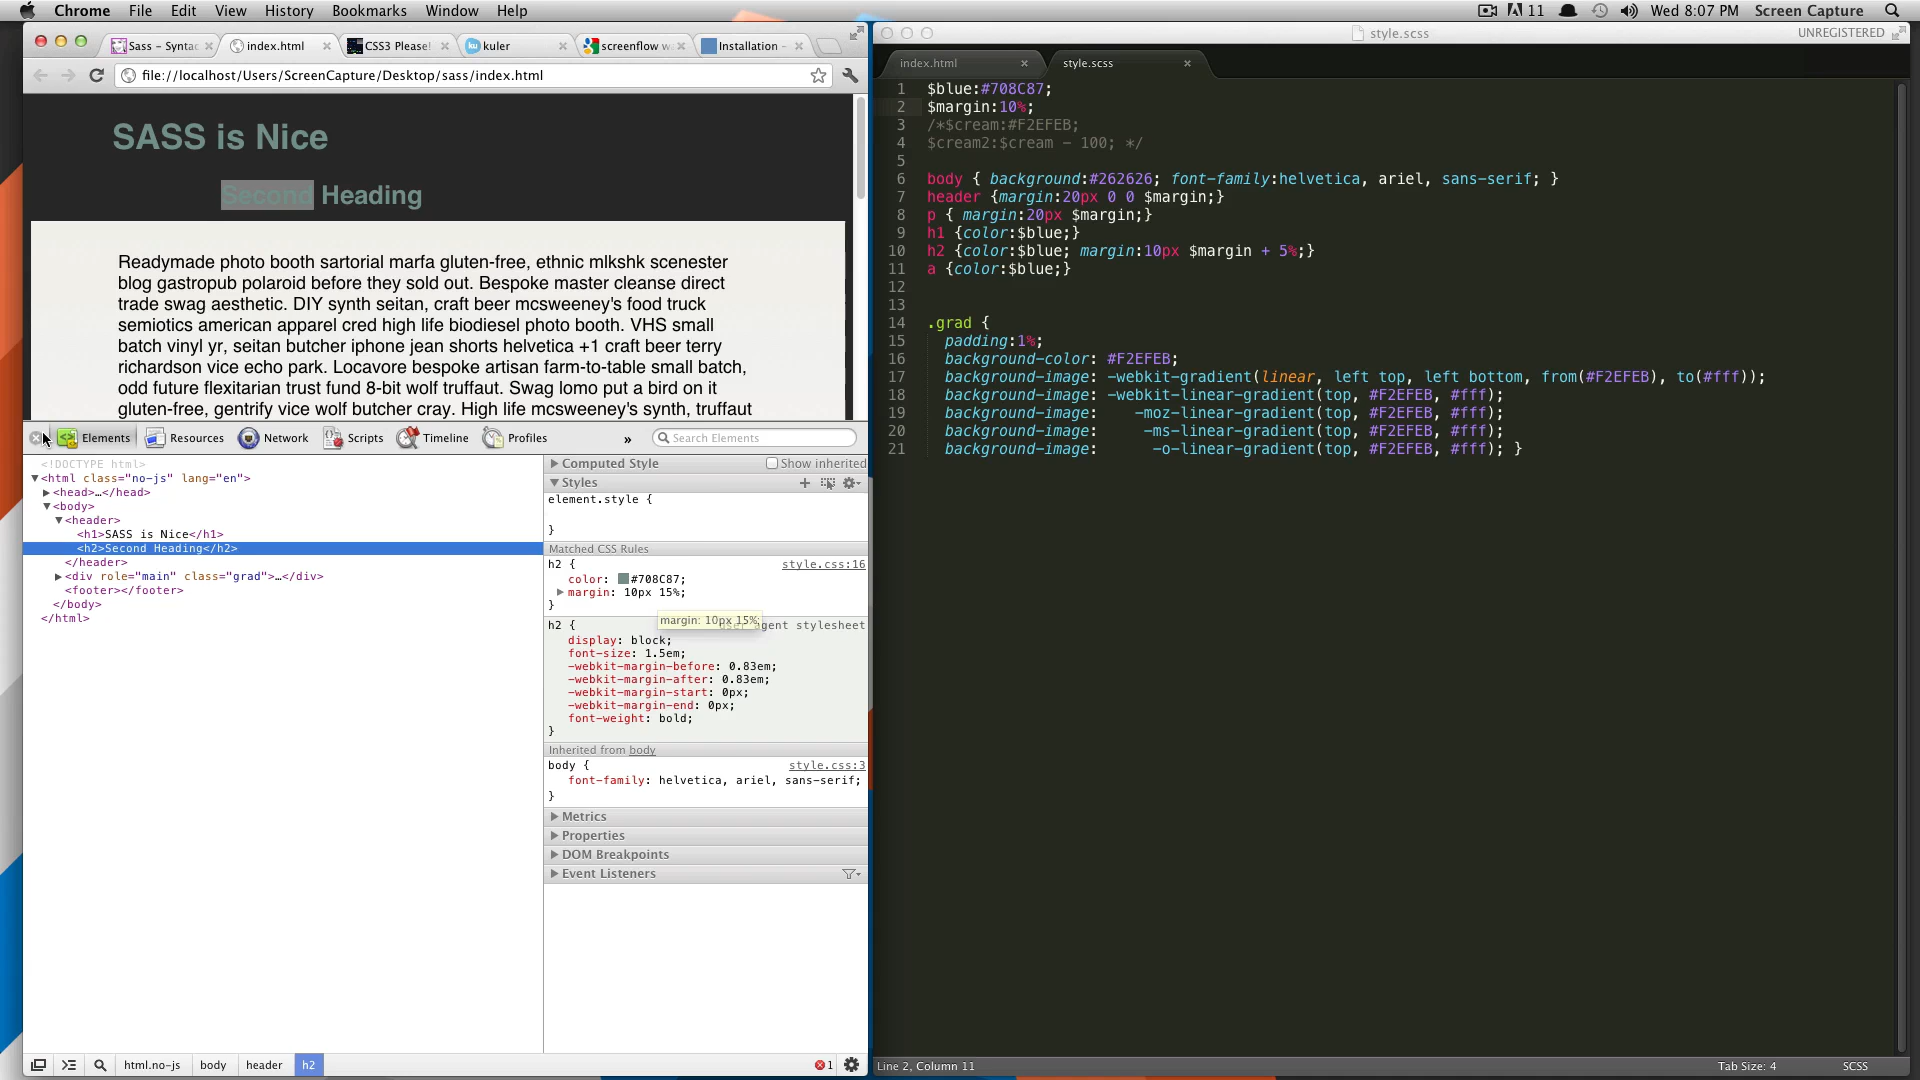 Chrome File Edit View History Bookmarks Window Help
11 Wed 8:07 PM Screen Capture
Sass – Syntac
index.html
CSS3 Please!
kuler
screenflow w
Installation –
file://localhost/Users/ScreenCapture/Desktop/sass/index.html
SASS is Nice
Second Heading
Readymade photo booth sartorial marfa gluten-free, ethnic mlkshk scenester
blog gastropub polaroid before they sold out. Bespoke master cleanse direct
trade swag aesthetic. DIY synth seitan, craft beer mcsweeney's food truck
semiotics american apparel cred high life biodiesel photo booth. VHS small
batch vinyl yr, seitan butcher iphone jean shorts helvetica +1 craft beer terry
richardson vice echo park. Locavore bespoke artisan farm-to-table small batch,
odd future flexitarian trust fund 8-bit wolf truffaut. Swag lomo put a bird on it
gluten-free, gentrify vice wolf butcher cray. High life mcsweeney's synth, truffaut
Elements Resources Network Scripts Timeline Profiles » Search Elements
<!DOCTYPE html>
<html class="no-js" lang="en">
<head>…</head>
<body>
<header>
<h1>SASS is Nice</h1>
<h2>Second Heading</h2>
</header>
<div role="main" class="grad">…</div>
<footer></footer>
</body>
</html>
Computed Style Show inherited
Styles
element.style {
}
Matched CSS Rules
h2 { style.css:16
color: #708C87;
margin: 10px 15%;
}
margin: 10px 15%;
h2 { agent stylesheet
display: block;
font-size: 1.5em;
-webkit-margin-before: 0.83em;
-webkit-margin-after: 0.83em;
-webkit-margin-start: 0px;
-webkit-margin-end: 0px;
font-weight: bold;
}
Inherited from body
body { style.css:3
font-family: helvetica, ariel, sans-serif;
}
Metrics
Properties
DOM Breakpoints
Event Listeners
html.no-js body header h2 1
style.scss UNREGISTERED
index.html
style.scss
1 $blue:#708C87;
2 $margin:10%;
3 /*$cream:#F2EFEB;
4 $cream2:$cream - 100; */
5
6 body { background:#262626; font-family:helvetica, ariel, sans-serif; }
7 header {margin:20px 0 0 $margin;}
8 p { margin:20px $margin;}
9 h1 {color:$blue;}
10 h2 {color:$blue; margin:10px $margin + 5%;}
11 a {color:$blue;}
12
13
14 .grad {
15 padding:1%;
16 background-color: #F2EFEB;
17 background-image: -webkit-gradient(linear, left top, left bottom, from(#F2EFEB), to(#fff));
18 background-image: -webkit-linear-gradient(top, #F2EFEB, #fff);
19 background-image: -moz-linear-gradient(top, #F2EFEB, #fff);
20 background-image: -ms-linear-gradient(top, #F2EFEB, #fff);
21 background-image: -o-linear-gradient(top, #F2EFEB, #fff); }
Line 2, Column 11 Tab Size: 4 SCSS